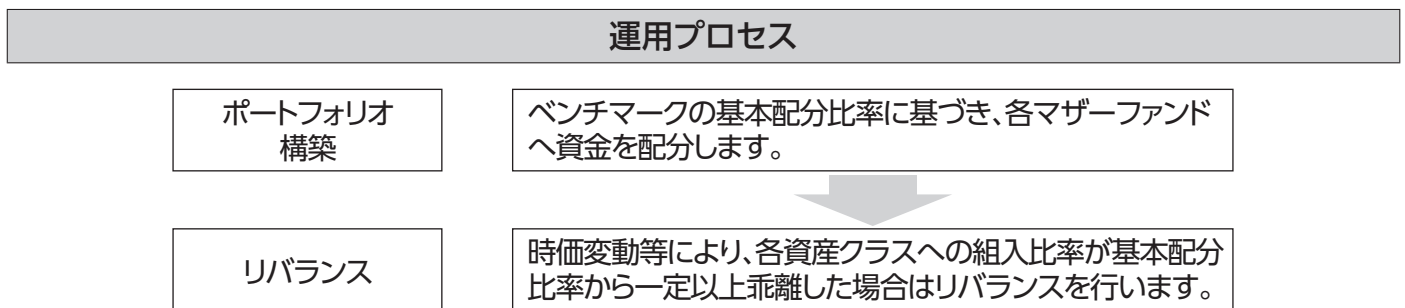 運用プロセス
ポートフォリオ
構築
ベンチマークの基本配分比率に基づき、各マザーファンド
へ資金を配分します。
リバランス
時価変動等により、各資産クラスへの組入比率が基本配分
比率から一定以上乖離した場合はリバランスを行います。